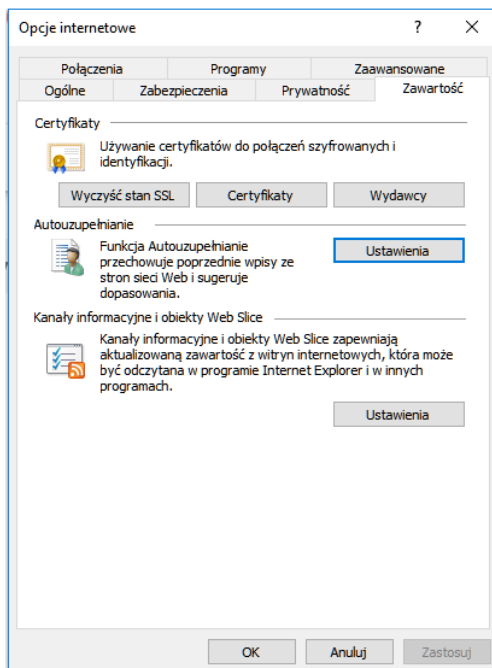 Opcje internetowe
?
Połączenia Programy Zaawansowane
Ogólne Zabezpieczenia Prywatność Zawartość
Certyfikaty
Używanie certyfikatów do połączeń szyfrowanych i
identyfikacji.
Wyczyść stan SSL Certyfikaty Wydawcy
Autouzupełnianie
Funkcja Autouzupełnianie
przechowuje poprzednie wpisy ze
stron sieci Web i sugeruje
dopasowania.
Ustawienia
Kanały informacyjne i obiekty Web Slice
Kanały informacyjne i obiekty Web Slice zapewniają
aktualizowaną zawartość z witryn internetowych, która może
być odczytana w programie Internet Explorer i w innych
programach.
Ustawienia
OK Anuluj Zastosuj